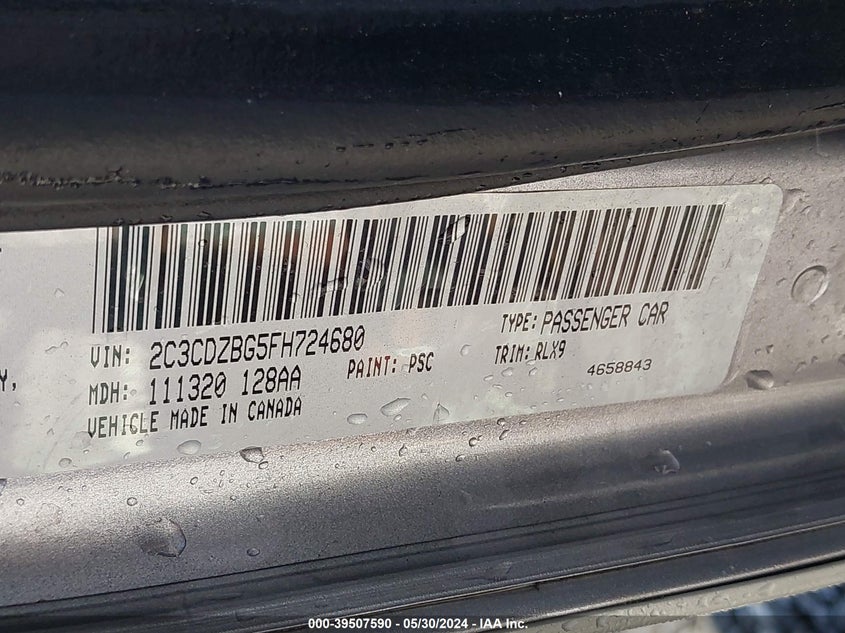 VIN: 2C3CDZBG5FH724680 TYPE: PASSENGER CAR
MDH: 111320 128AA PAINT: PSC TRIM: RLX9 4658843
VEHICLE MADE IN CANADA
Y,
000-39507590 - 05/30/2024 - IAA Inc.